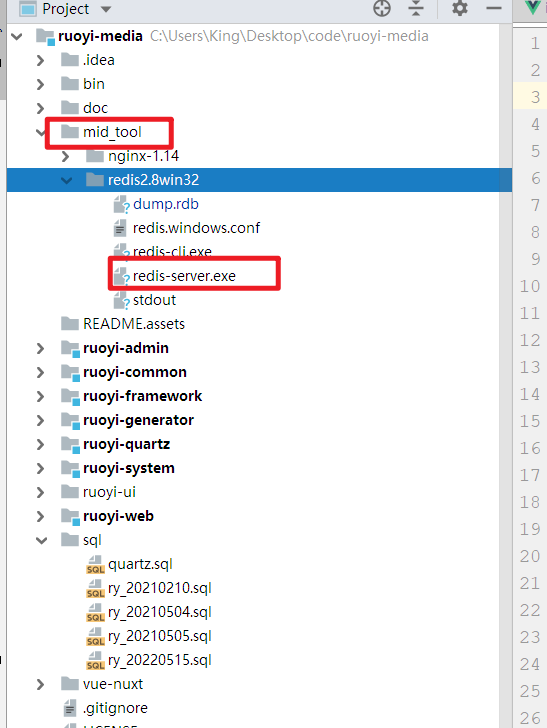 Project
ruoyi-media C:\Users\King\Desktop\code\ruoyi-media
.idea
bin
doc
mid_tool
nginx-1.14
redis2.8win32
dump.rdb
redis.windows.conf
redis-cli.exe
redis-server.exe
stdout
README.assets
ruoyi-admin
ruoyi-common
ruoyi-framework
ruoyi-generator
ruoyi-quartz
ruoyi-system
ruoyi-ui
ruoyi-web
sql
quartz.sql
ry_20210210.sql
ry_20210504.sql
ry_20210505.sql
ry_20220515.sql
vue-nuxt
.gitignore
1
2
3
4
5
6
7
8
9
10
11
12
13
14
15
16
17
18
19
20
21
22
23
24
25
26